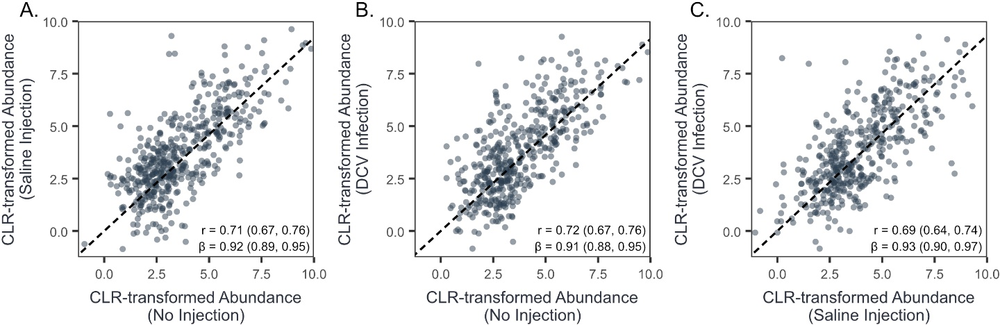 A.
CLR-transformed Abundance
(Saline Injection)
10.0
7.5
5.0
2.5
0.0
r = 0.71 (0.67, 0.76)
β = 0.92 (0.89, 0.95)
0.0 2.5 5.0 7.5 10.0
CLR-transformed Abundance
(No Injection)
B.
CLR-transformed Abundance
(DCV Infection)
10.0
7.5
5.0
2.5
0.0
r = 0.72 (0.67, 0.76)
β = 0.91 (0.88, 0.95)
0.0 2.5 5.0 7.5 10.0
CLR-transformed Abundance
(No Injection)
C.
CLR-transformed Abundance
(DCV Infection)
10.0
7.5
5.0
2.5
0.0
r = 0.69 (0.64, 0.74)
β = 0.93 (0.90, 0.97)
0.0 2.5 5.0 7.5 10.0
CLR-transformed Abundance
(Saline Injection)